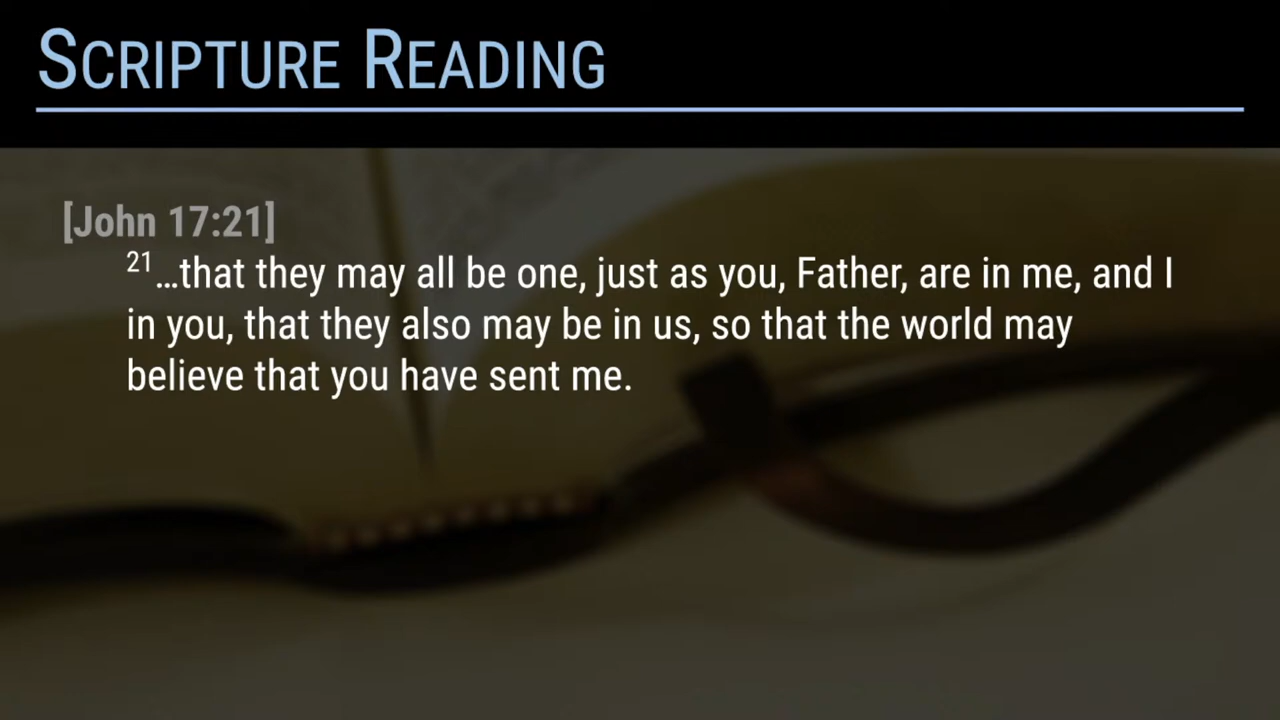 SCRIPTURE READING
[John 17:21]
21...that they may all be one, just as you, Father, are in me, and I
in you, that they also may be in us, so that the world may
believe that you have sent me.